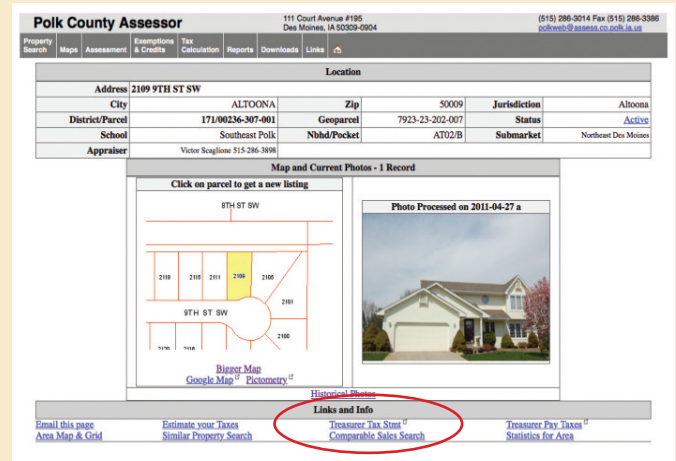 Polk County Assessor
111 Court Avenue #195
Des Moines, IA 50309-0904
(515) 286-3014 Fax (515) 286-3386
polkweb@assess.co.polk.ia.us
Property Search Maps Assessment Exemptions & Credits Tax Calculation Reports Downloads Links
Location
Address 2109 9TH ST SW
City ALTOONA Zip 50009 Jurisdiction Altoona
District/Parcel 171/00236-307-001 Geoparcel 7923-23-202-007 Status Active
School Southeast Polk Nbhd/Pocket AT02/B Submarket Northeast Des Moines
Appraiser Victor Scaglione 515-286-3898
Map and Current Photos - 1 Record
Click on parcel to get a new listing
8TH ST SW
2119 2115 2111 2109 2105
2101
9TH ST SW
2100
Bigger Map
Google Map Pictometry
Photo Processed on 2011-04-27 a
Historical Photos
Links and Info
Email this page Estimate your Taxes Treasurer Tax Stmt Treasurer Pay Taxes
Area Map & Grid Similar Property Search Comparable Sales Search Statistics for Area